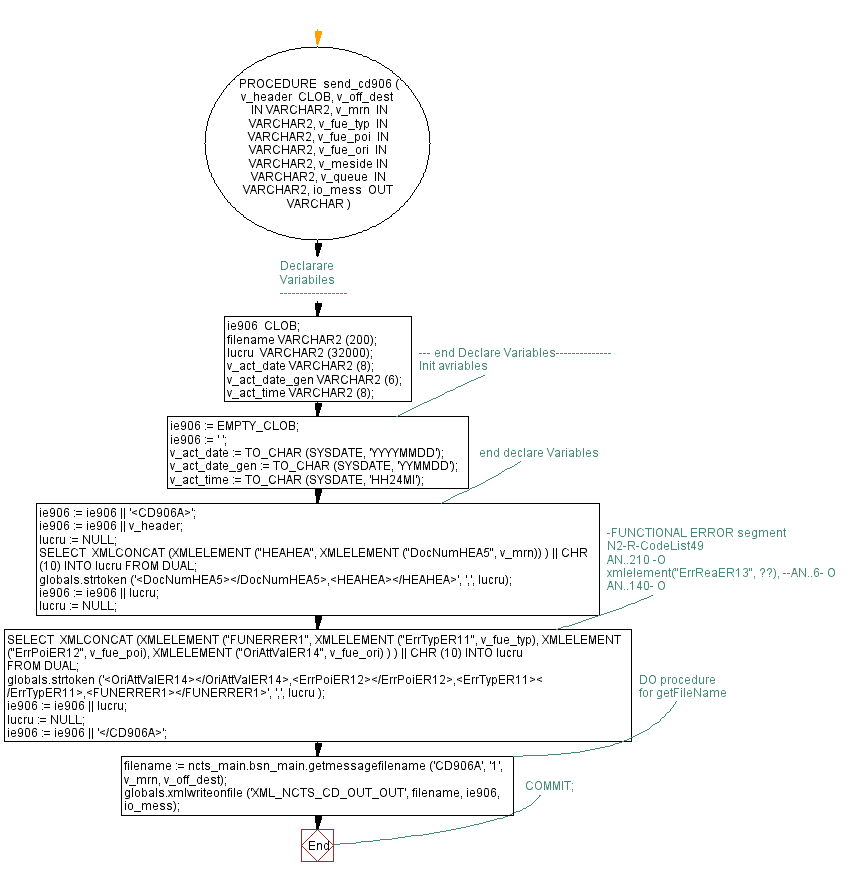 PROCEDURE  send_cd906 (
v_header  CLOB, v_off_dest
IN VARCHAR2, v_mrn  IN
VARCHAR2, v_fue_typ  IN
VARCHAR2, v_fue_poi  IN
VARCHAR2, v_fue_ori  IN
VARCHAR2, v_meside IN
VARCHAR2, v_queue  IN
VARCHAR2, io_mess  OUT
VARCHAR )
Declarare
Variabiles
-----------------
ie906  CLOB;
filename VARCHAR2 (200);
lucru  VARCHAR2 (32000);
v_act_date VARCHAR2 (8);
v_act_date_gen VARCHAR2 (6);
v_act_time VARCHAR2 (8);
--- end Declare Variables--------------
Init avriables
ie906 := EMPTY_CLOB;
ie906 := ' ';
v_act_date := TO_CHAR (SYSDATE, 'YYYYMMDD');
v_act_date_gen := TO_CHAR (SYSDATE, 'YYMMDD');
v_act_time := TO_CHAR (SYSDATE, 'HH24MI');
end declare Variables
ie906 := ie906 || '<CD906A>';
ie906 := ie906 || v_header;
lucru := NULL;
SELECT  XMLCONCAT (XMLELEMENT ("HEAHEA", XMLELEMENT ("DocNumHEA5", v_mrn)) ) || CHR
(10) INTO lucru FROM DUAL;
globals.strtoken ('<DocNumHEA5></DocNumHEA5>,<HEAHEA></HEAHEA>', ',', lucru);
ie906 := ie906 || lucru;
lucru := NULL;
-FUNCTIONAL ERROR segment
N2-R-CodeList49
AN..210 -O
xmlelement("ErrReaER13", ??), --AN..6- O
AN..140- O
SELECT  XMLCONCAT (XMLELEMENT ("FUNERRER1", XMLELEMENT ("ErrTypER11", v_fue_typ), XMLELEMENT
("ErrPoiER12", v_fue_poi), XMLELEMENT ("OriAttValER14", v_fue_ori) ) ) || CHR (10) INTO lucru
FROM DUAL;
globals.strtoken ('<OriAttValER14></OriAttValER14>,<ErrPoiER12></ErrPoiER12>,<ErrTypER11><
/ErrTypER11>,<FUNERRER1></FUNERRER1>', ',', lucru );
ie906 := ie906 || lucru;
lucru := NULL;
ie906 := ie906 || '</CD906A>';
DO procedure
for getFileName
filename := ncts_main.bsn_main.getmessagefilename ('CD906A', '1',
v_mrn, v_off_dest);
globals.xmlwriteonfile ('XML_NCTS_CD_OUT_OUT', filename, ie906,
io_mess);
COMMIT;
End